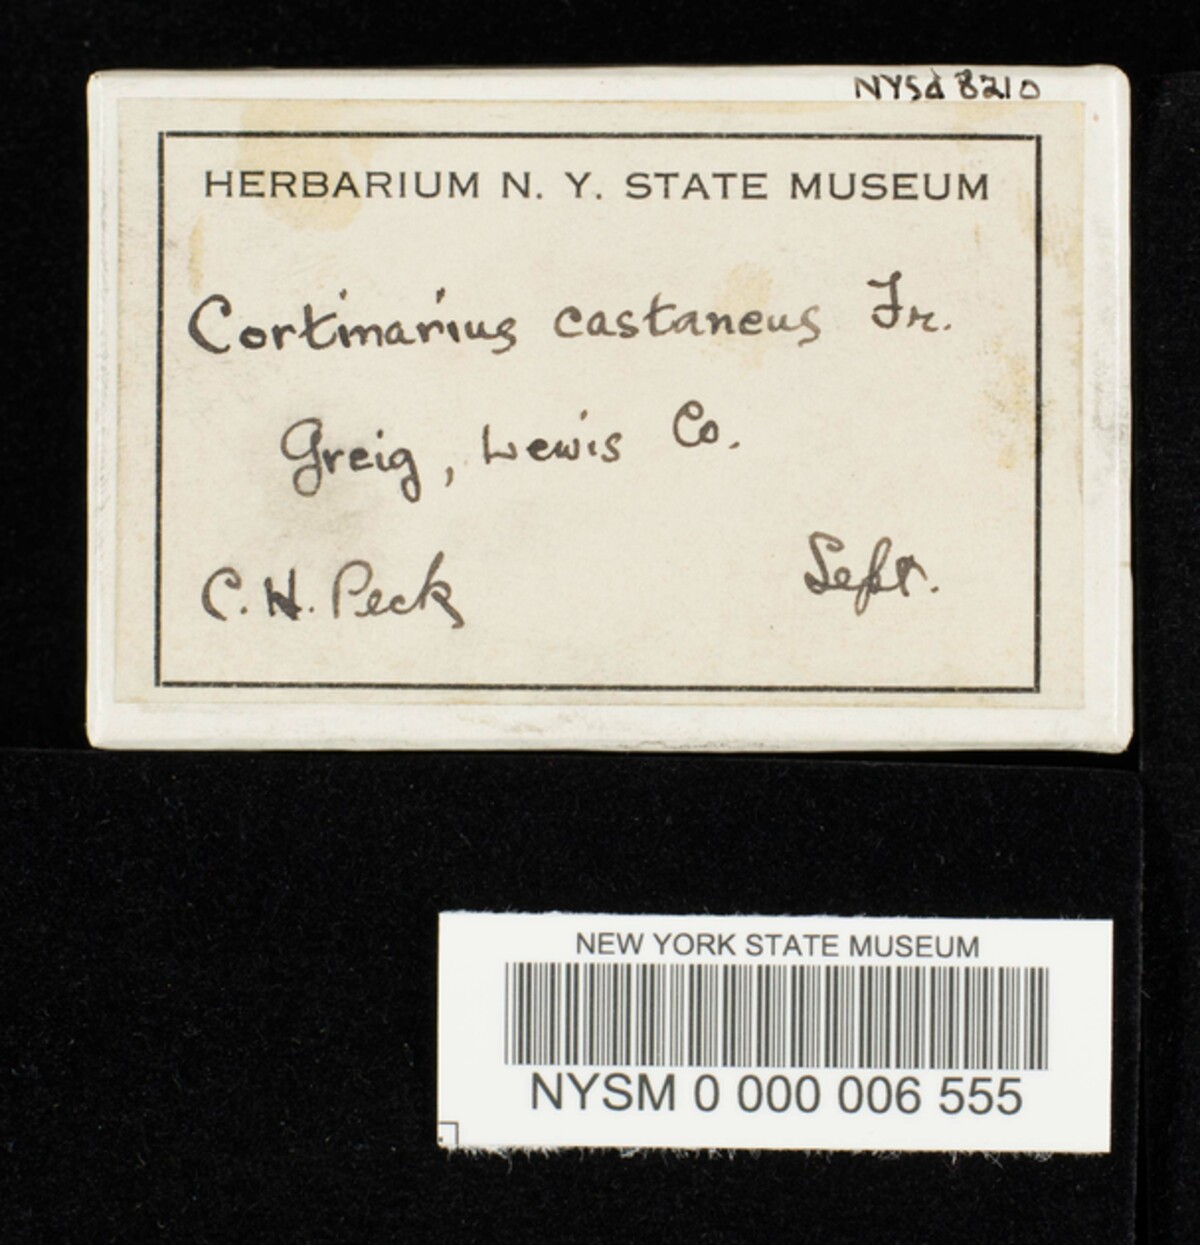 NYSd 8210
HERBARIUM N. Y. STATE MUSEUM
Cortinarius castaneus Fr.
Greig, Lewis Co.
C. H. Peck Sept.
NEW YORK STATE MUSEUM
NYSM 0 000 006 555